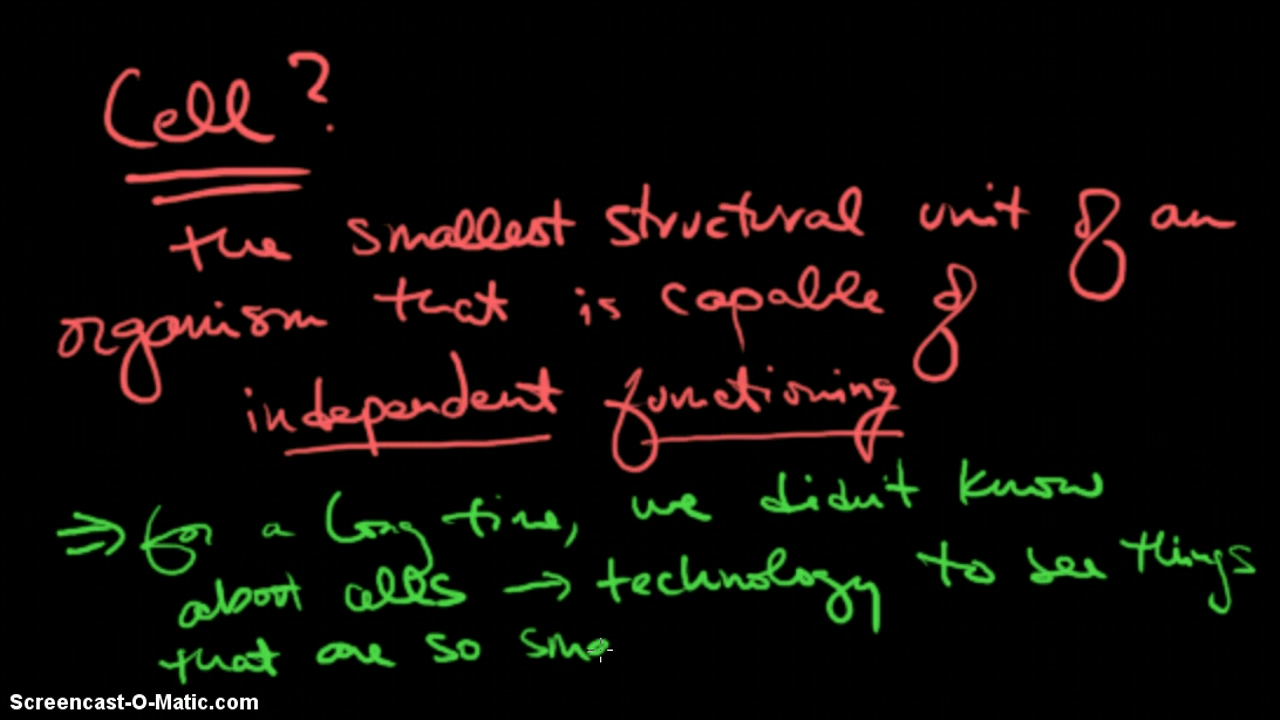 Cell?
the smallest structural unit of an
organism that is capable of
independent functioning
⇒ for a long time, we didn't know
about cells → technology to see things
that are so sma
Screencast-O-Matic.com